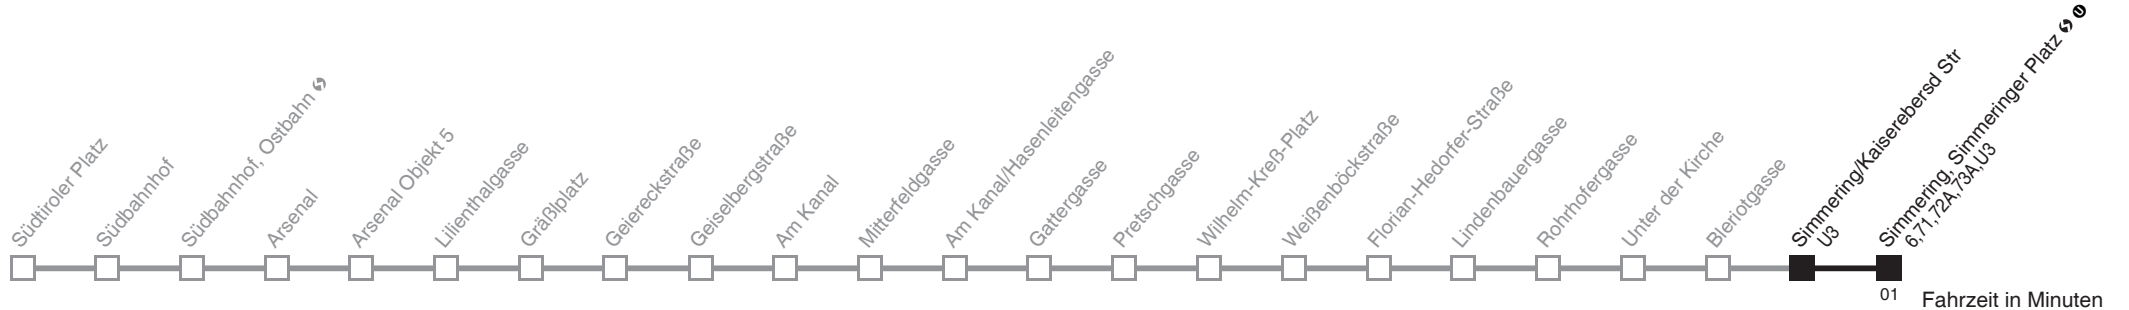 Südtiroler Platz
Südbahnhof
Südbahnhof, Ostbahn
Arsenal
Arsenal Objekt 5
Lilienthalgasse
Gräßlplatz
Geiereckstraße
Geiselbergstraße
Am Kanal
Mitterfeldgasse
Am Kanal/Hasenleitengasse
Gattergasse
Pretschgasse
Wilhelm-Kreß-Platz
Weißenböckstraße
Florian-Hedorfer-Straße
Lindenbauergasse
Rohrhofergasse
Unter der Kirche
Bleriotgasse
Simmering/Kaiserebersd Str
U3
Simmering, Simmeringer Platz U
6,71,72A,73A,U3
01
Fahrzeit in Minuten